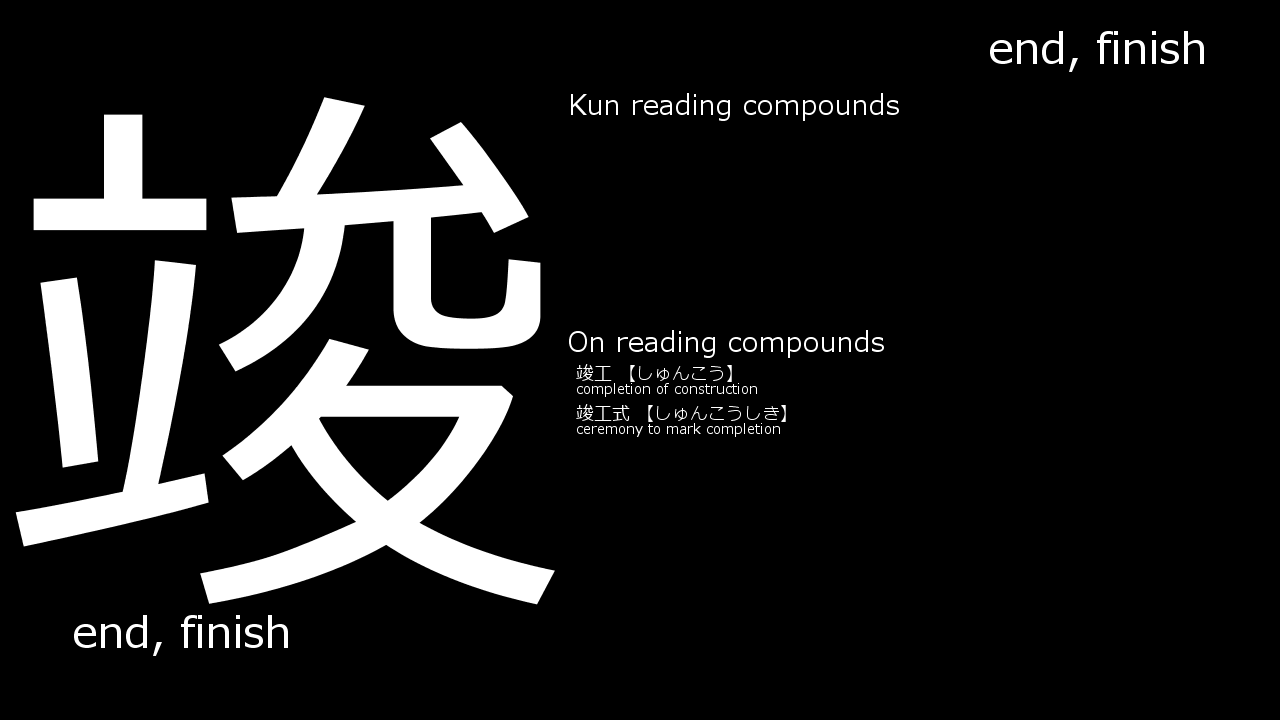 end, finish
竣
Kun reading compounds
On reading compounds
竣工 【しゅんこう】
completion of construction
竣工式 【しゅんこうしき】
ceremony to mark completion
end, finish